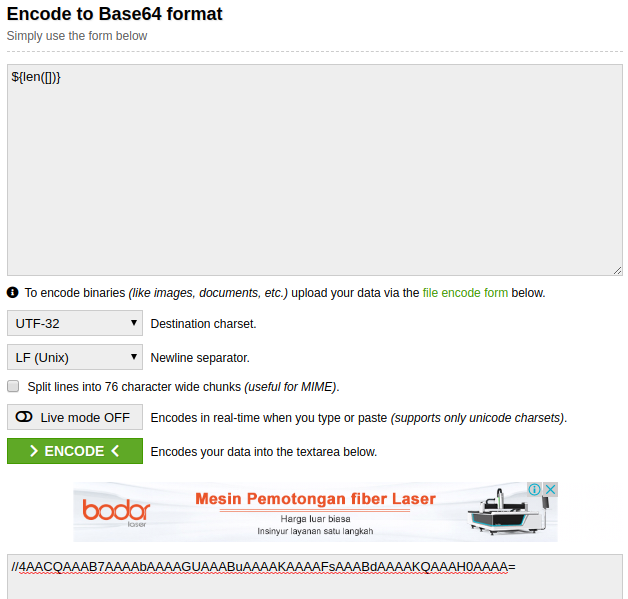 Encode to Base64 format
Simply use the form below
${len([])}
To encode binaries (like images, documents, etc.) upload your data via the file encode form below.
UTF-32 Destination charset.
LF (Unix) Newline separator.
Split lines into 76 character wide chunks (useful for MIME).
Live mode OFF Encodes in real-time when you type or paste (supports only unicode charsets).
> ENCODE < Encodes your data into the textarea below.
bodor
laser
Mesin Pemotongan fiber Laser
Harga luar biasa
Insinyur layanan satu langkah
//4AACQAAAB7AAAAbAAAAGUAAABuAAAAKAAAAFsAAABdAAAAKQAAAH0AAAA=